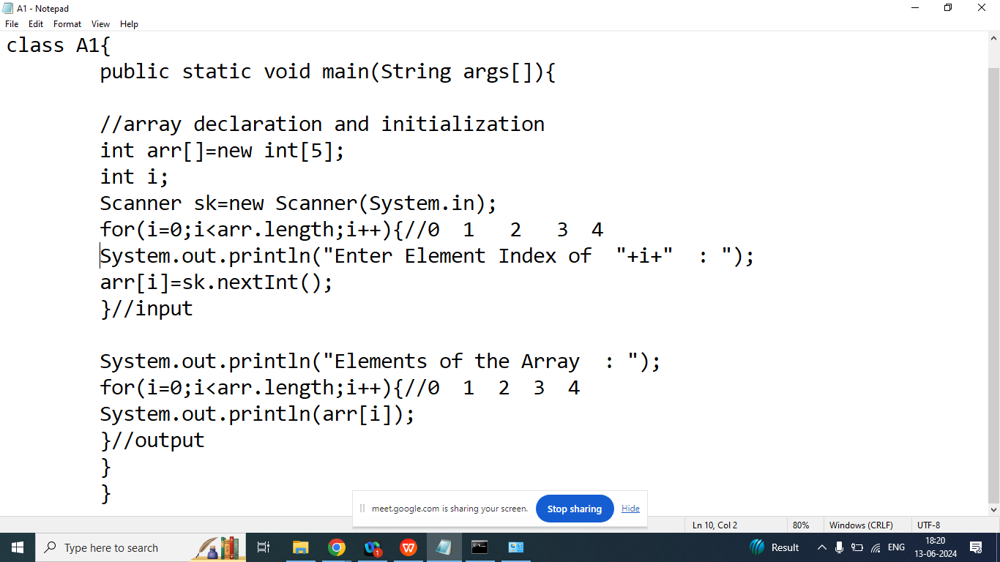 A1 - Notepad
File Edit Format View Help
class A1{
public static void main(String args[]){
//array declaration and initialization
int arr[]=new int[5];
int i;
Scanner sk=new Scanner(System.in);
for(i=0;i<arr.length;i++){//0  1   2   3  4
System.out.println("Enter Element Index of  "+i+"  : ");
arr[i]=sk.nextInt();
}//input
System.out.println("Elements of the Array  : ");
for(i=0;i<arr.length;i++){//0  1  2  3  4
System.out.println(arr[i]);
}//output
}
}
meet.google.com is sharing your screen. Stop sharing Hide
Ln 10, Col 2 80% Windows (CRLF) UTF-8
Type here to search 1 W Result ENG 18:20
13-06-2024